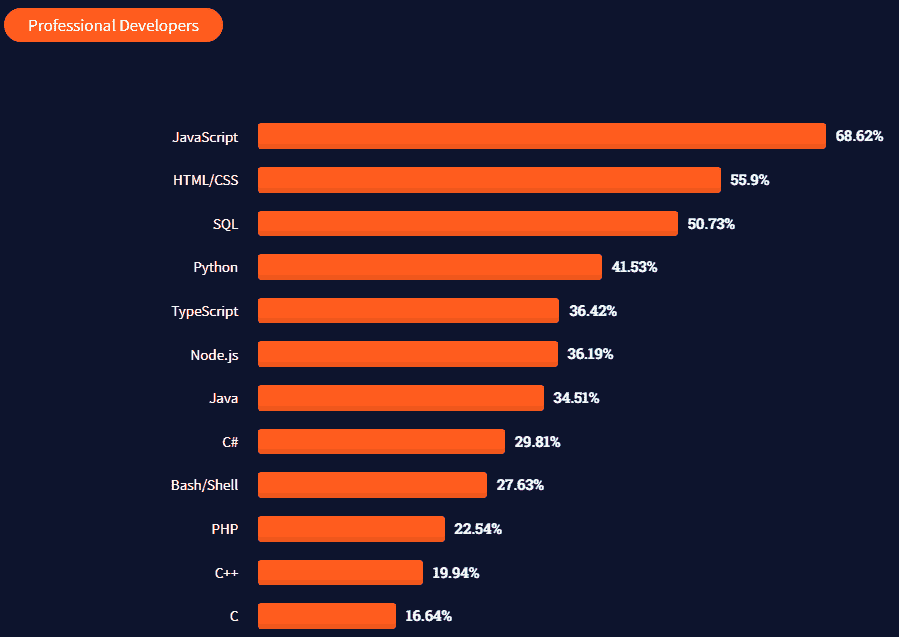 Professional Developers
JavaScript 68.62%
HTML/CSS 55.9%
SQL 50.73%
Python 41.53%
TypeScript 36.42%
Node.js 36.19%
Java 34.51%
C# 29.81%
Bash/Shell 27.63%
PHP 22.54%
C++ 19.94%
C 16.64%